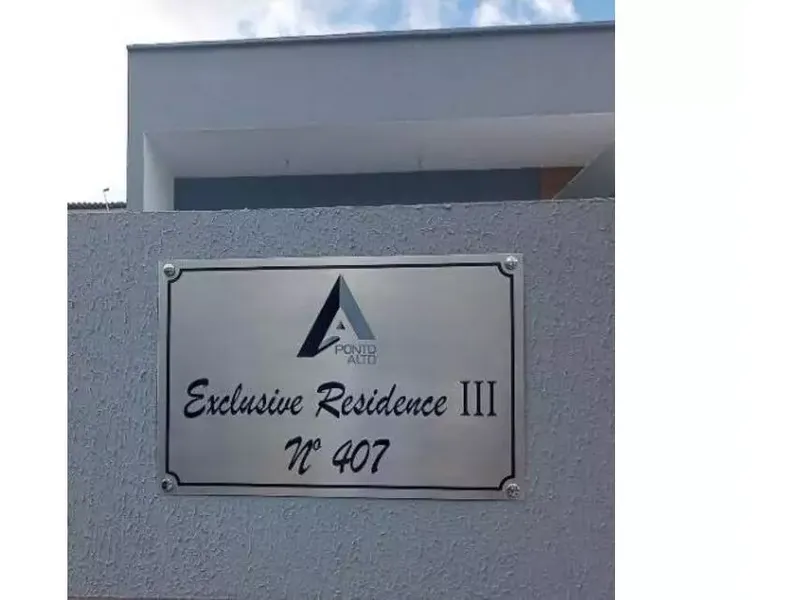 PONTO
ALTO
Exclusive Residence III
Nº 407